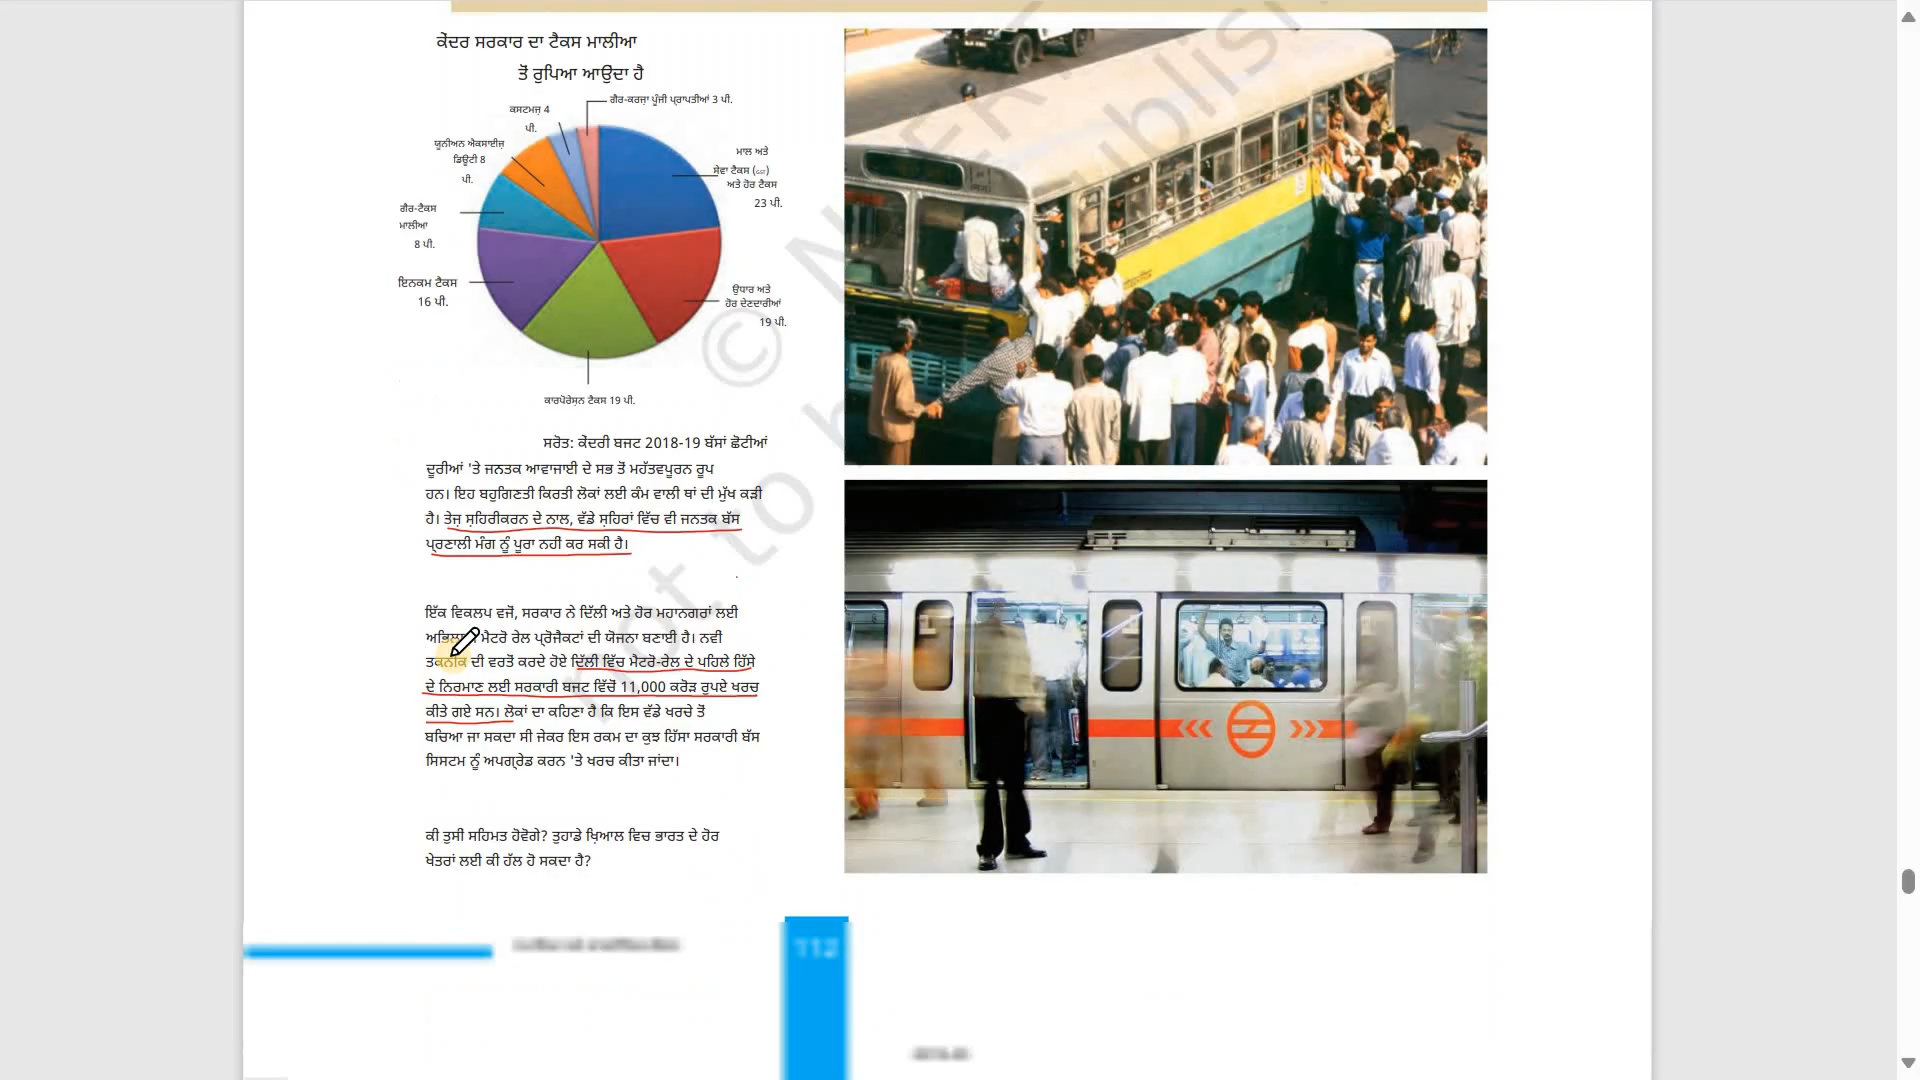 ਕੇਂਦਰ ਸਰਕਾਰ ਦਾ ਟੈਕਸ ਮਾਲੀਆ
ਤੋਂ ਰੁਪਿਆ ਆਉਂਦਾ ਹੈ
ਗੈਰ-ਕਰਜ਼ਾ ਪੂੰਜੀ ਪ੍ਰਾਪਤੀਆਂ 3 ਪੀ.
ਕਸਟਮਜ਼ 4
ਪੀ.
ਯੂਨੀਅਨ ਐਕਸਾਈਜ਼
ਡਿਊਟੀ 8
ਪੀ.
ਮਾਲ ਅਤੇ
ਸੇਵਾ ਟੈਕਸ (GST)
ਅਤੇ ਹੋਰ ਟੈਕਸ
23 ਪੀ.
ਗੈਰ-ਟੈਕਸ
ਮਾਲੀਆ
8 ਪੀ.
ਇਨਕਮ ਟੈਕਸ
16 ਪੀ.
ਉਧਾਰ ਅਤੇ
ਹੋਰ ਦੇਣਦਾਰੀਆਂ
19 ਪੀ.
ਕਾਰਪੋਰੇਸ਼ਨ ਟੈਕਸ 19 ਪੀ.
ਸਰੋਤ: ਕੇਂਦਰੀ ਬਜਟ 2018-19 ਬੱਸਾਂ ਛੋਟੀਆਂ
ਦੂਰੀਆਂ 'ਤੇ ਜਨਤਕ ਆਵਾਜਾਈ ਦੇ ਸਭ ਤੋਂ ਮਹੱਤਵਪੂਰਨ ਰੂਪ
ਹਨ। ਇਹ ਬਹੁਗਿਣਤੀ ਕਿਰਤੀ ਲੋਕਾਂ ਲਈ ਕੰਮ ਵਾਲੀ ਥਾਂ ਦੀ ਮੁੱਖ ਕੜੀ
ਹੈ। ਤੇਜ਼ ਸ਼ਹਿਰੀਕਰਨ ਦੇ ਨਾਲ, ਵੱਡੇ ਸ਼ਹਿਰਾਂ ਵਿੱਚ ਵੀ ਜਨਤਕ ਬੱਸ
ਪ੍ਰਣਾਲੀ ਮੰਗ ਨੂੰ ਪੂਰਾ ਨਹੀਂ ਕਰ ਸਕੀ ਹੈ।
ਇੱਕ ਵਿਕਲਪ ਵਜੋਂ, ਸਰਕਾਰ ਨੇ ਦਿੱਲੀ ਅਤੇ ਹੋਰ ਮਹਾਨਗਰਾਂ ਲਈ
ਮੈਟਰੋ ਰੇਲ ਪ੍ਰੋਜੈਕਟਾਂ ਦੀ ਯੋਜਨਾ ਬਣਾਈ ਹੈ। ਨਵੀਂ
ਤਕਨੀਕ ਦੀ ਵਰਤੋਂ ਕਰਦੇ ਹੋਏ ਦਿੱਲੀ ਵਿੱਚ ਮੈਟਰੋ-ਰੇਲ ਦੇ ਪਹਿਲੇ ਹਿੱਸੇ
ਦੇ ਨਿਰਮਾਣ ਲਈ ਸਰਕਾਰੀ ਬਜਟ ਵਿੱਚੋਂ 11,000 ਕਰੋੜ ਰੁਪਏ ਖਰਚ
ਕੀਤੇ ਗਏ ਸਨ। ਲੋਕਾਂ ਦਾ ਕਹਿਣਾ ਹੈ ਕਿ ਇਸ ਵੱਡੇ ਖਰਚੇ ਤੋਂ
ਬਚਿਆ ਜਾ ਸਕਦਾ ਸੀ ਜੇਕਰ ਇਸ ਰਕਮ ਦਾ ਕੁਝ ਹਿੱਸਾ ਸਰਕਾਰੀ ਬੱਸ
ਸਿਸਟਮ ਨੂੰ ਅਪਗ੍ਰੇਡ ਕਰਨ 'ਤੇ ਖਰਚ ਕੀਤਾ ਜਾਂਦਾ।
ਕੀ ਤੁਸੀਂ ਸਹਿਮਤ ਹੋਵੋਗੇ? ਤੁਹਾਡੇ ਖ਼ਿਆਲ ਵਿਚ ਭਾਰਤ ਦੇ ਹੋਰ
ਖੇਤਰਾਂ ਲਈ ਕੀ ਹੱਲ ਹੋ ਸਕਦਾ ਹੈ?
112
not to b